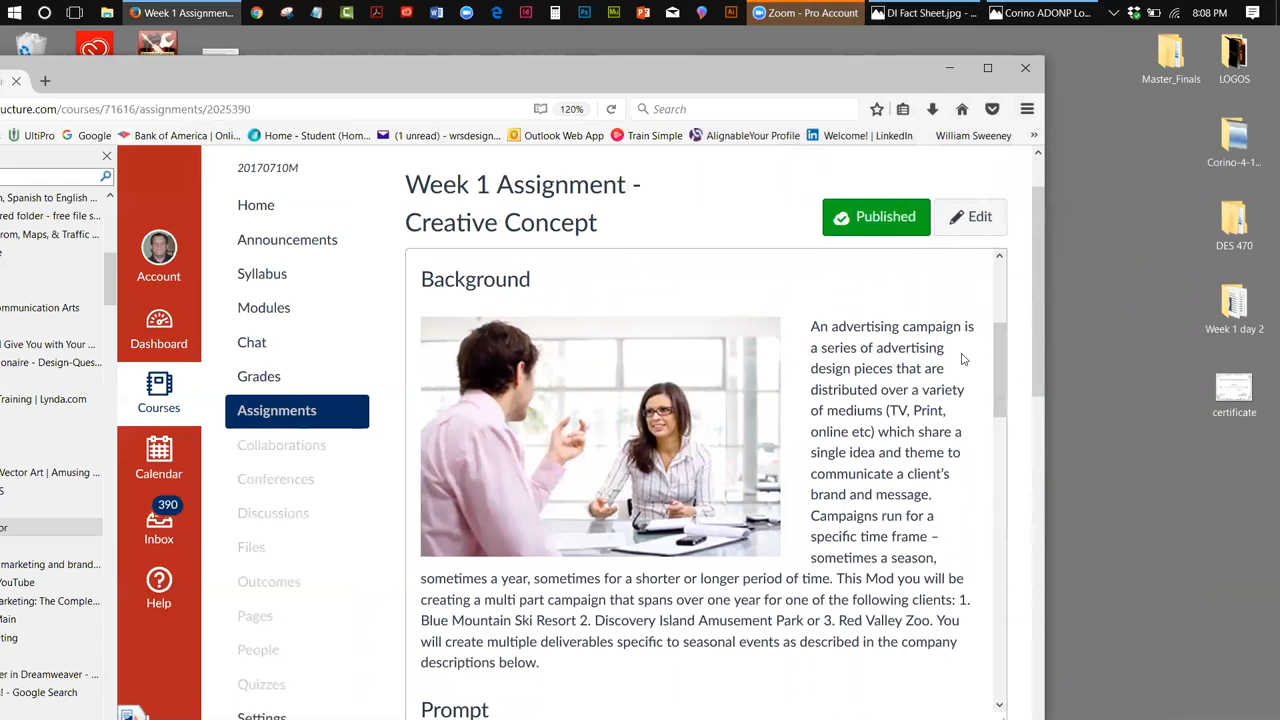 Week 1 Assignmen...
Zoom - Pro Account
DI Fact Sheet.jpg - ...
Corino ADONP Lo...
8:08 PM
Master_Finals
LOGOS
ucture.com/courses/71616/assignments/2025390
120%
Search
UltiPro
Google
Bank of America | Onli...
Home - Student (Hom...
(1 unread) - wrsdesign...
Outlook Web App
Train Simple
AlignableYour Profile
Welcome! | LinkedIn
William Sweeney
Corino-4-1...
DES 470
Week 1 day 2
certificate
, Spanish to English ...
red folder - free file s...
rom, Maps, & Traffic ...
mmunication Arts
l Give You with Your ...
onaire - Design-Ques...
Training | Lynda.com
Vector Art | Amusing ...
S
or
marketing and brand...
YouTube
arketing: The Comple...
eting
er in Dreamweaver - ...
- Google Search
Account
Dashboard
Courses
Calendar
390
Inbox
Help
20170710M
Home
Announcements
Syllabus
Modules
Chat
Grades
Assignments
Collaborations
Conferences
Discussions
Files
Outcomes
Pages
People
Quizzes
Settings
Week 1 Assignment -
Creative Concept
Published
Edit
Background
An advertising campaign is
a series of advertising
design pieces that are
distributed over a variety
of mediums (TV, Print,
online etc) which share a
single idea and theme to
communicate a client's
brand and message.
Campaigns run for a
specific time frame –
sometimes a season,
sometimes a year, sometimes for a shorter or longer period of time. This Mod you will be
creating a multi part campaign that spans over one year for one of the following clients: 1.
Blue Mountain Ski Resort 2. Discovery Island Amusement Park or 3. Red Valley Zoo. You
will create multiple deliverables specific to seasonal events as described in the company
descriptions below.
Prompt